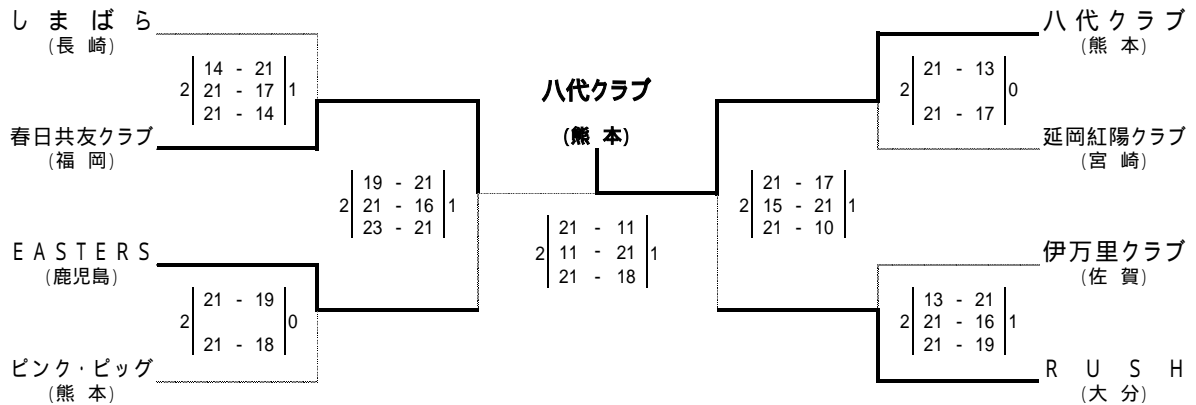 し ま ば ら
(長 崎)
2 14 - 21 1
21 - 17
21 - 14
春日共友クラブ
(福 岡)
2 19 - 21 1
21 - 16
23 - 21
EASTERS
(鹿児島)
2 21 - 19 0
21 - 18
ピンク・ピッグ
(熊 本)
八代クラブ
(熊 本)
2 21 - 11 1
11 - 21
21 - 18
八代クラブ
(熊 本)
2 21 - 13 0
21 - 17
延岡紅陽クラブ
(宮 崎)
2 21 - 17 1
15 - 21
21 - 10
伊万里クラブ
(佐 賀)
2 13 - 21 1
21 - 16
21 - 19
R U S H
(大 分)